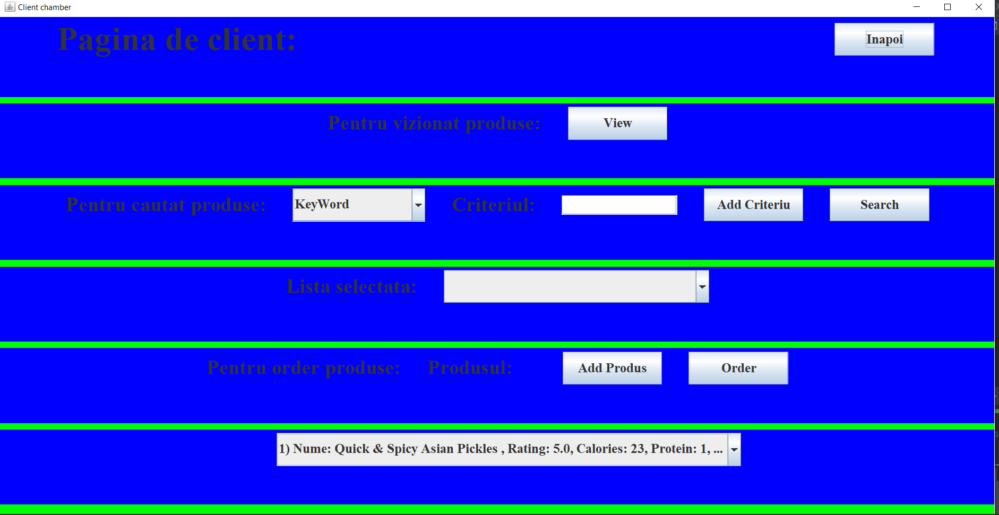 Client chamber
Pagina de client: Inapoi
Pentru vizionat produse: View
Pentru cautat produse: KeyWord Criteriul: Add Criteriu Search
Lista selectata:
Pentru order produse: Produsul: Add Produs Order
1) Nume: Quick & Spicy Asian Pickles , Rating: 5.0, Calories: 23, Protein: 1, ...